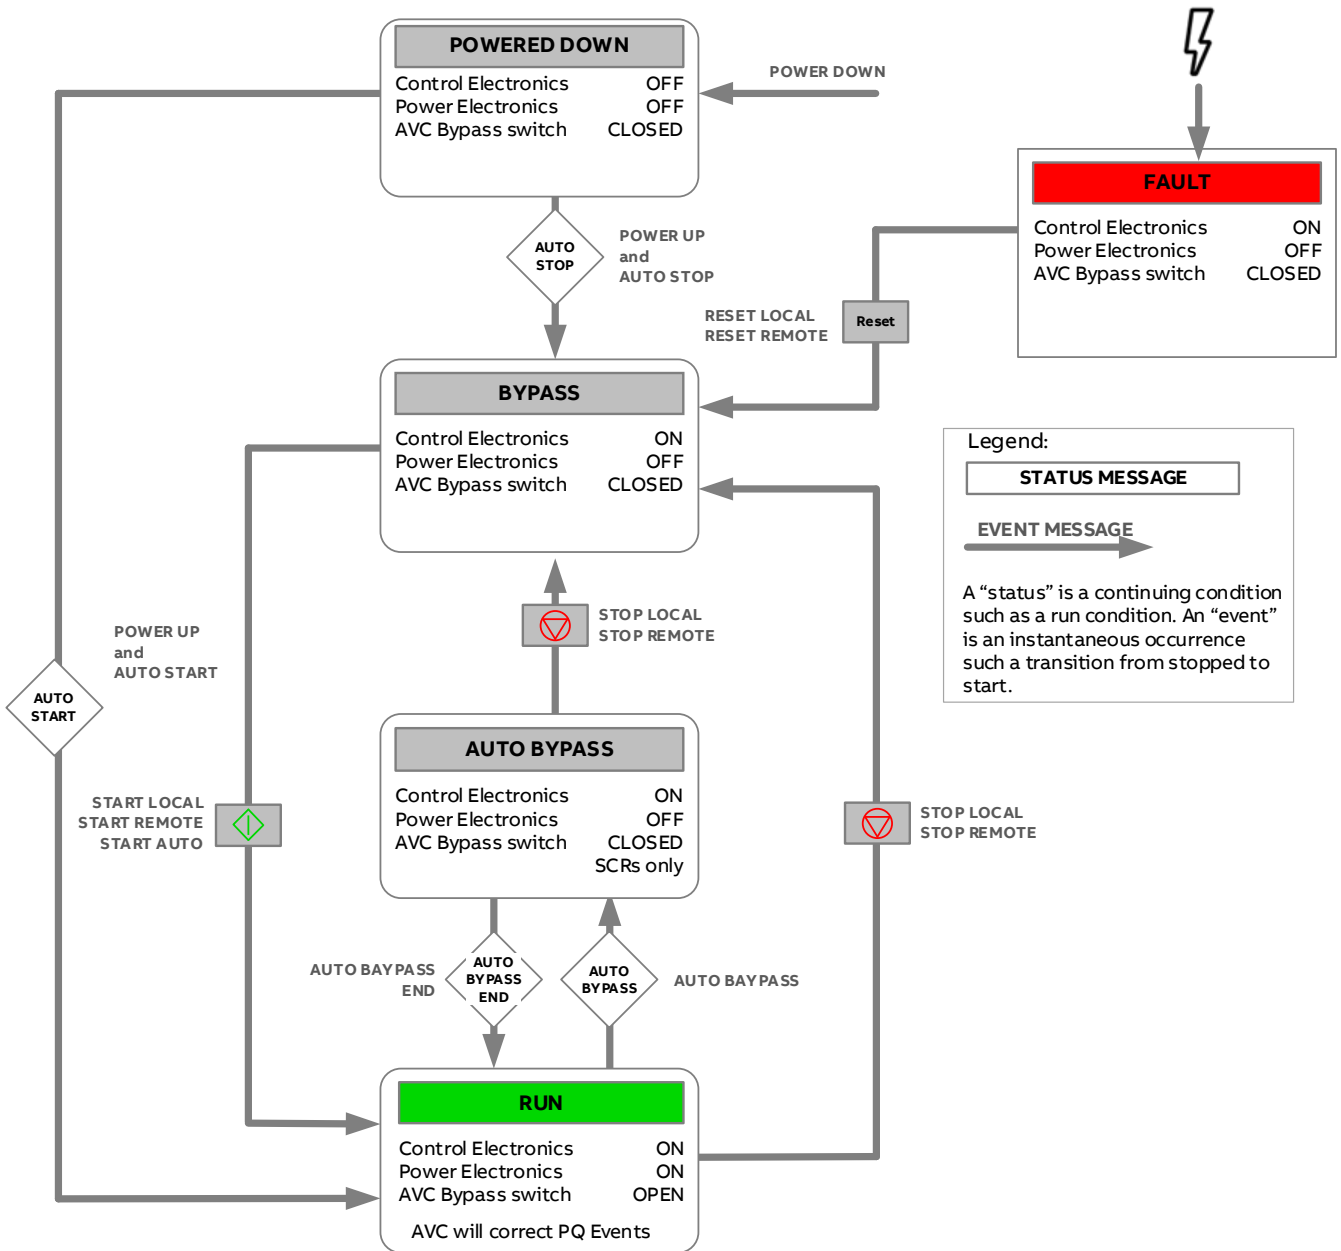 POWERED DOWN
Control Electronics OFF
Power Electronics OFF
AVC Bypass switch CLOSED
POWER DOWN
FAULT
Control Electronics ON
Power Electronics OFF
AVC Bypass switch CLOSED
AUTO
STOP
POWER UP
and
AUTO STOP
RESET LOCAL
RESET REMOTE
Reset
BYPASS
Control Electronics ON
Power Electronics OFF
AVC Bypass switch CLOSED
Legend:
STATUS MESSAGE
EVENT MESSAGE
A “status” is a continuing condition
such as a run condition. An “event”
is an instantaneous occurrence
such a transition from stopped to
start.
STOP LOCAL
STOP REMOTE
POWER UP
and
AUTO START
AUTO
START
AUTO BYPASS
Control Electronics ON
Power Electronics OFF
AVC Bypass switch CLOSED
SCRs only
START LOCAL
START REMOTE
START AUTO
STOP LOCAL
STOP REMOTE
AUTO BAYPASS
END
AUTO
BYPASS
END
AUTO
BYPASS
AUTO BAYPASS
RUN
Control Electronics ON
Power Electronics ON
AVC Bypass switch OPEN
AVC will correct PQ Events